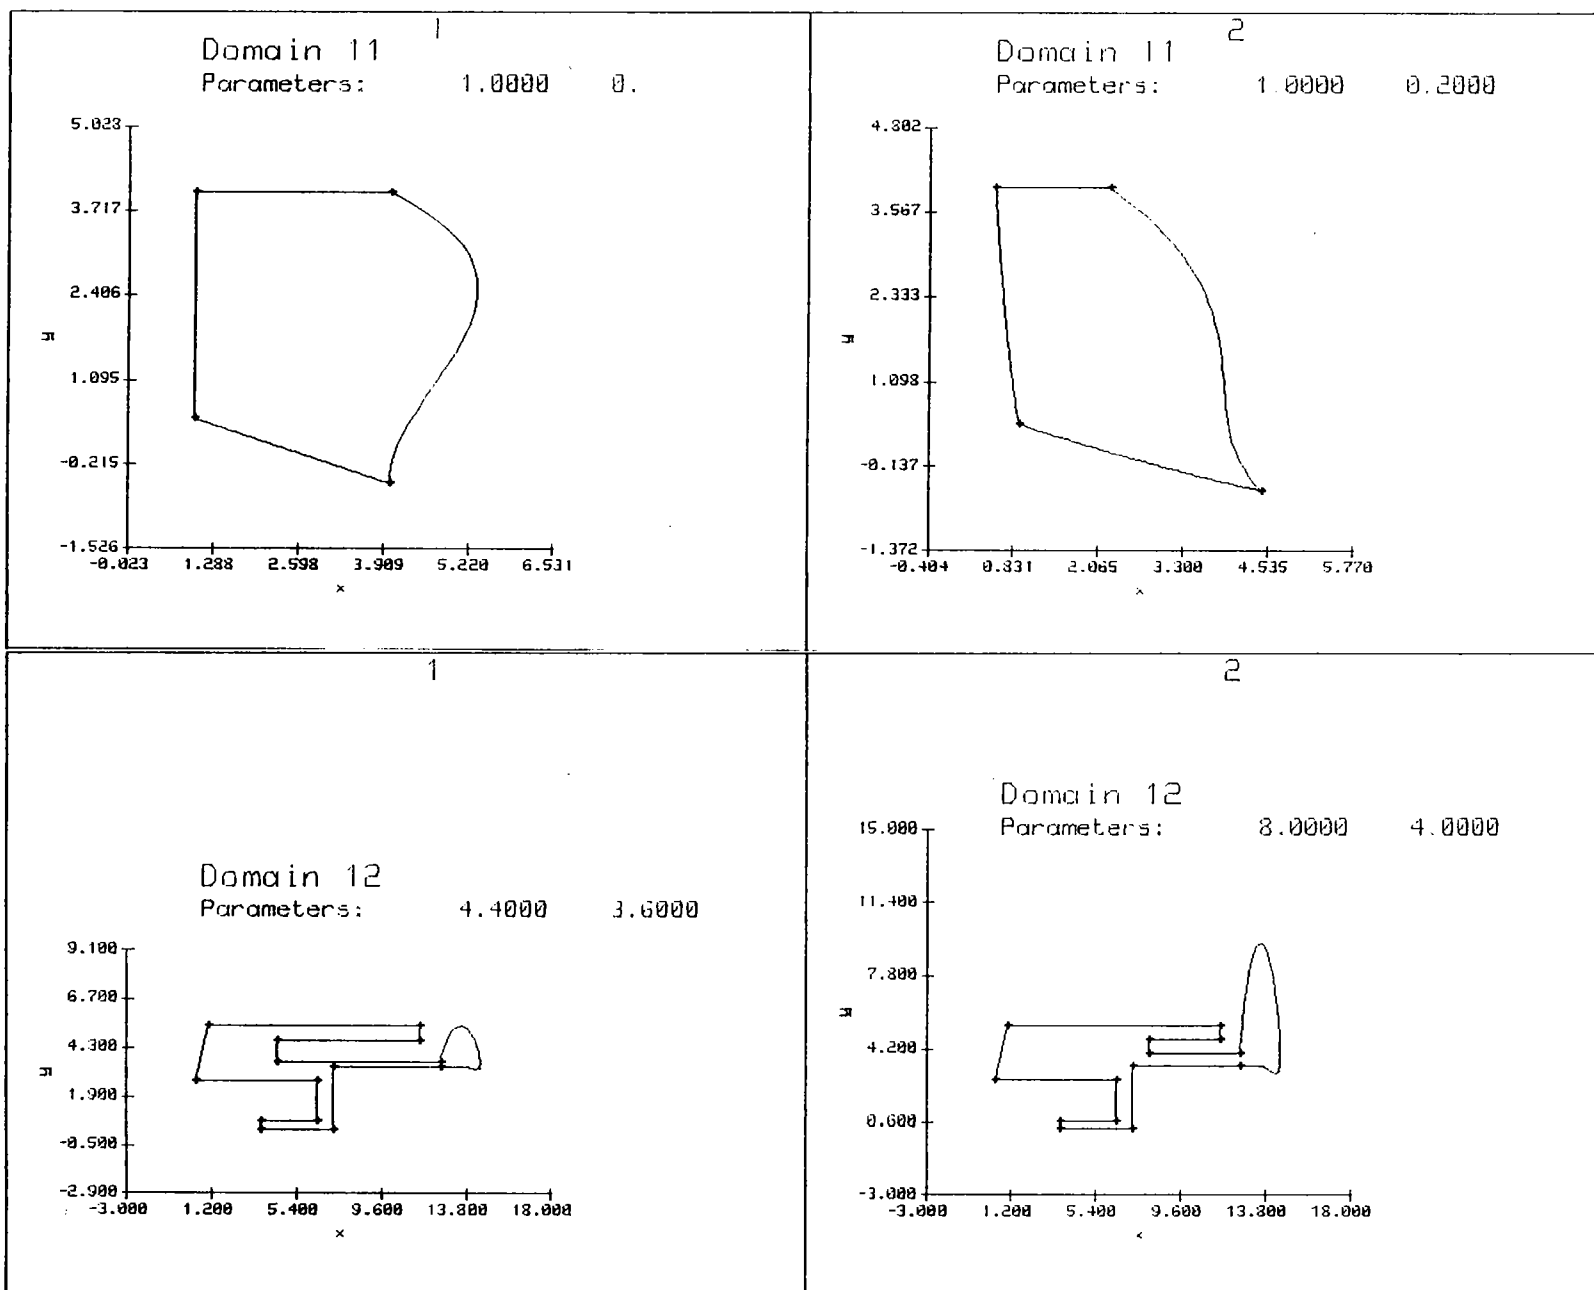 1
Domain 11
Parameters: 1.0000 0.
5.023
3.717
2.406
1.095
-0.215
-1.526
y
-0.023 1.288 2.598 3.909 5.220 6.531
x
2
Domain 11
Parameters: 1.0000 0.2000
4.802
3.567
2.333
1.098
-0.137
-1.372
y
-0.404 0.831 2.065 3.300 4.535 5.770
x
1
Domain 12
Parameters: 4.4000 3.6000
9.100
6.700
4.300
1.900
-0.500
-2.900
y
-3.000 1.200 5.400 9.600 13.800 18.000
x
2
Domain 12
Parameters: 8.0000 4.0000
15.000
11.400
7.800
4.200
0.600
-3.000
y
-3.000 1.200 5.400 9.600 13.800 18.000
x